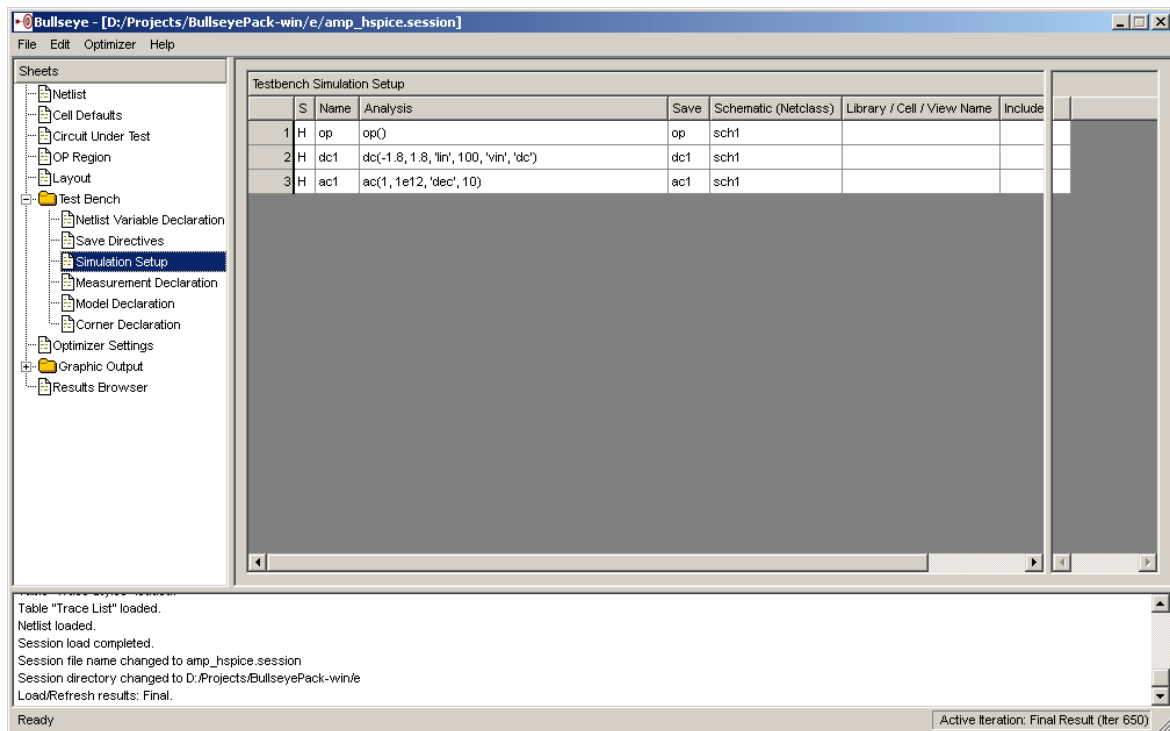 Bullseye - [D:/Projects/BullseyePack-win/e/amp_hspice.session]
File Edit Optimizer Help
Sheets
Netlist
Cell Defaults
Circuit Under Test
OP Region
Layout
Test Bench
Netlist Variable Declaration
Save Directives
Simulation Setup
Measurement Declaration
Model Declaration
Corner Declaration
Optimizer Settings
Graphic Output
Results Browser
Testbench Simulation Setup
S Name Analysis Save Schematic (Netclass) Library / Cell / View Name Include
1 H op op() op sch1
2 H dc1 dc(-1.8, 1.8, 'lin', 100, 'vin', 'dc') dc1 sch1
3 H ac1 ac(1, 1e12, 'dec', 10) ac1 sch1
Table "Trace List" loaded.
Netlist loaded.
Session load completed.
Session file name changed to amp_hspice.session
Session directory changed to D:/Projects/BullseyePack-win/e
Load/Refresh results: Final.
Ready Active Iteration: Final Result (Iter 650)